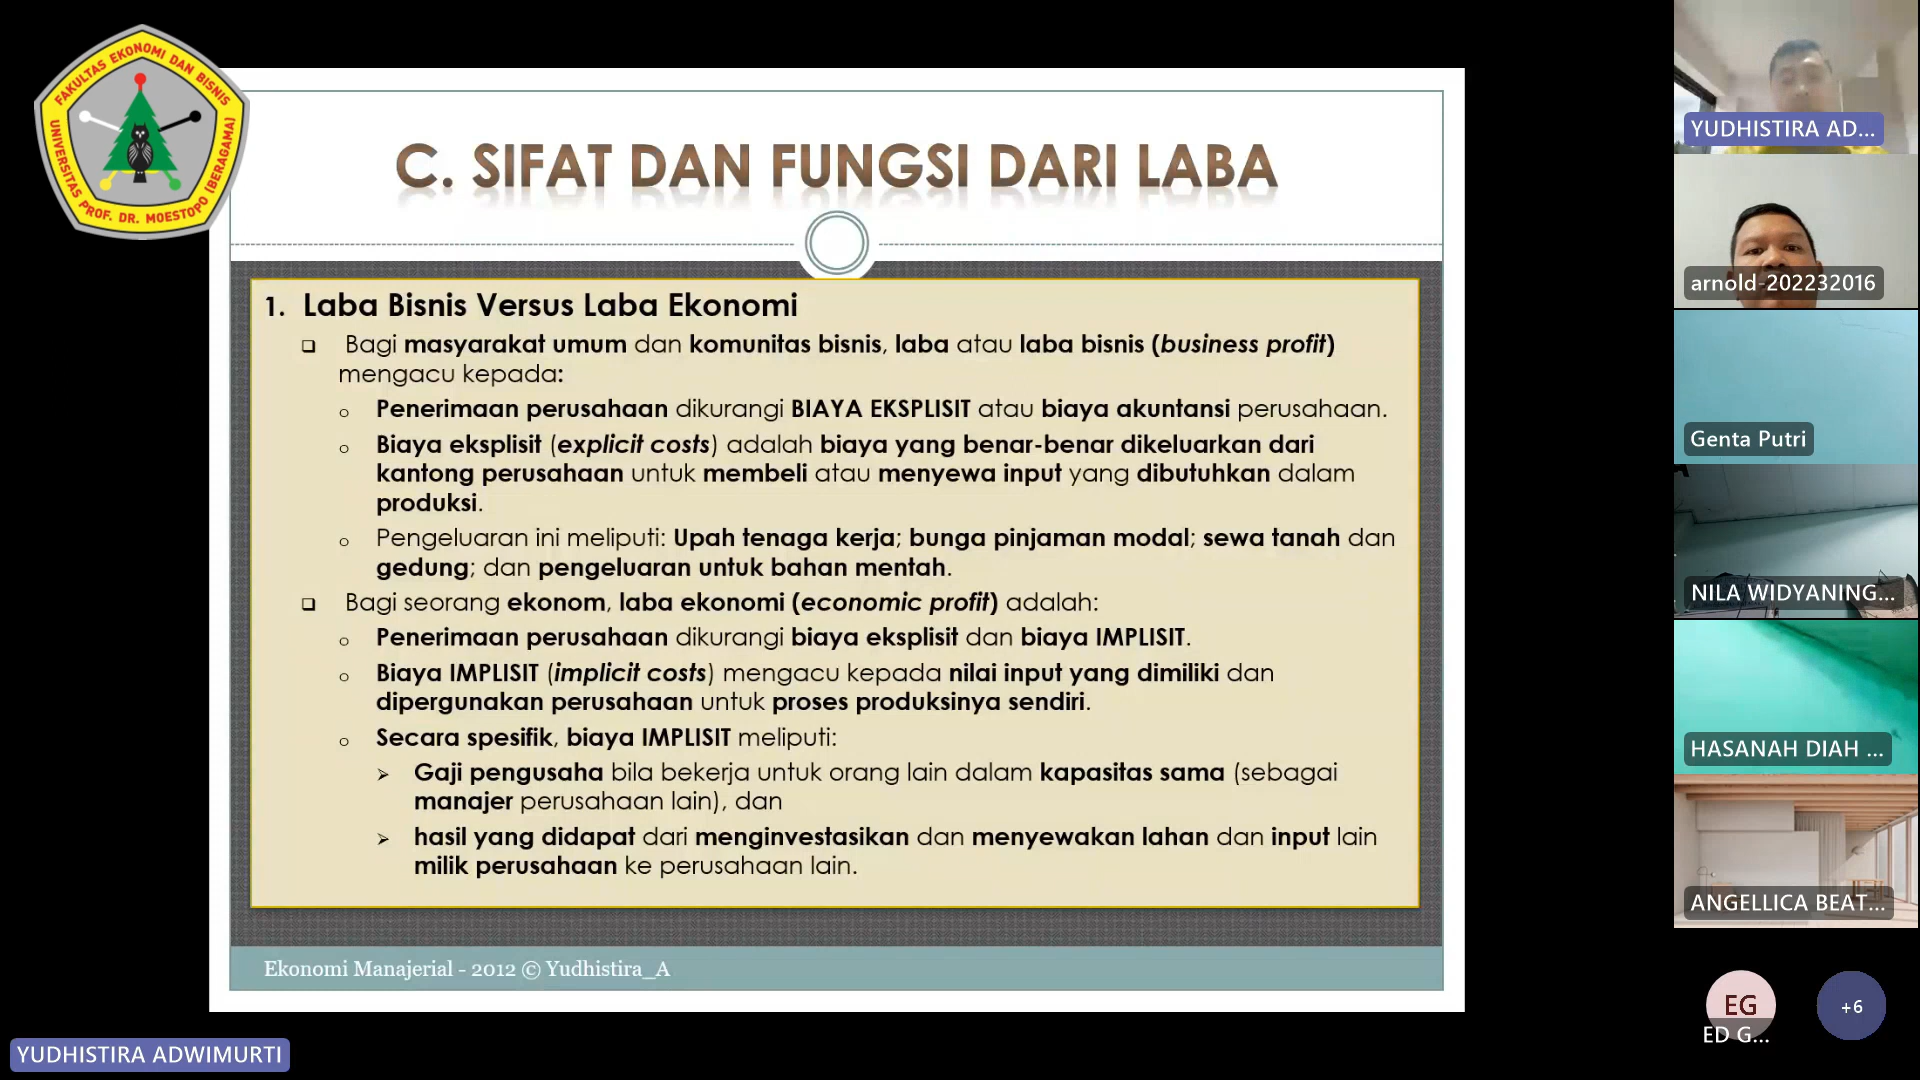 FAKULTAS EKONOMI DAN BISNIS
UNIVERSITAS PROF. DR. MOESTOPO (BERAGAMA)
C. SIFAT DAN FUNGSI DARI LABA
1. Laba Bisnis Versus Laba Ekonomi
❑ Bagi masyarakat umum dan komunitas bisnis, laba atau laba bisnis (business profit)
mengacu kepada:
o Penerimaan perusahaan dikurangi BIAYA EKSPLISIT atau biaya akuntansi perusahaan.
o Biaya eksplisit (explicit costs) adalah biaya yang benar-benar dikeluarkan dari
kantong perusahaan untuk membeli atau menyewa input yang dibutuhkan dalam
produksi.
o Pengeluaran ini meliputi: Upah tenaga kerja; bunga pinjaman modal; sewa tanah dan
gedung; dan pengeluaran untuk bahan mentah.
❑ Bagi seorang ekonom, laba ekonomi (economic profit) adalah:
o Penerimaan perusahaan dikurangi biaya eksplisit dan biaya IMPLISIT.
o Biaya IMPLISIT (implicit costs) mengacu kepada nilai input yang dimiliki dan
dipergunakan perusahaan untuk proses produksinya sendiri.
o Secara spesifik, biaya IMPLISIT meliputi:
➢ Gaji pengusaha bila bekerja untuk orang lain dalam kapasitas sama (sebagai
manajer perusahaan lain), dan
➢ hasil yang didapat dari menginvestasikan dan menyewakan lahan dan input lain
milik perusahaan ke perusahaan lain.
Ekonomi Manajerial - 2012 © Yudhistira_A
YUDHISTIRA ADWIMURTI
YUDHISTIRA AD...
arnold-202232016
Genta Putri
NILA WIDYANING...
HASANAH DIAH ...
ANGELLICA BEAT...
EG
ED G...
+6